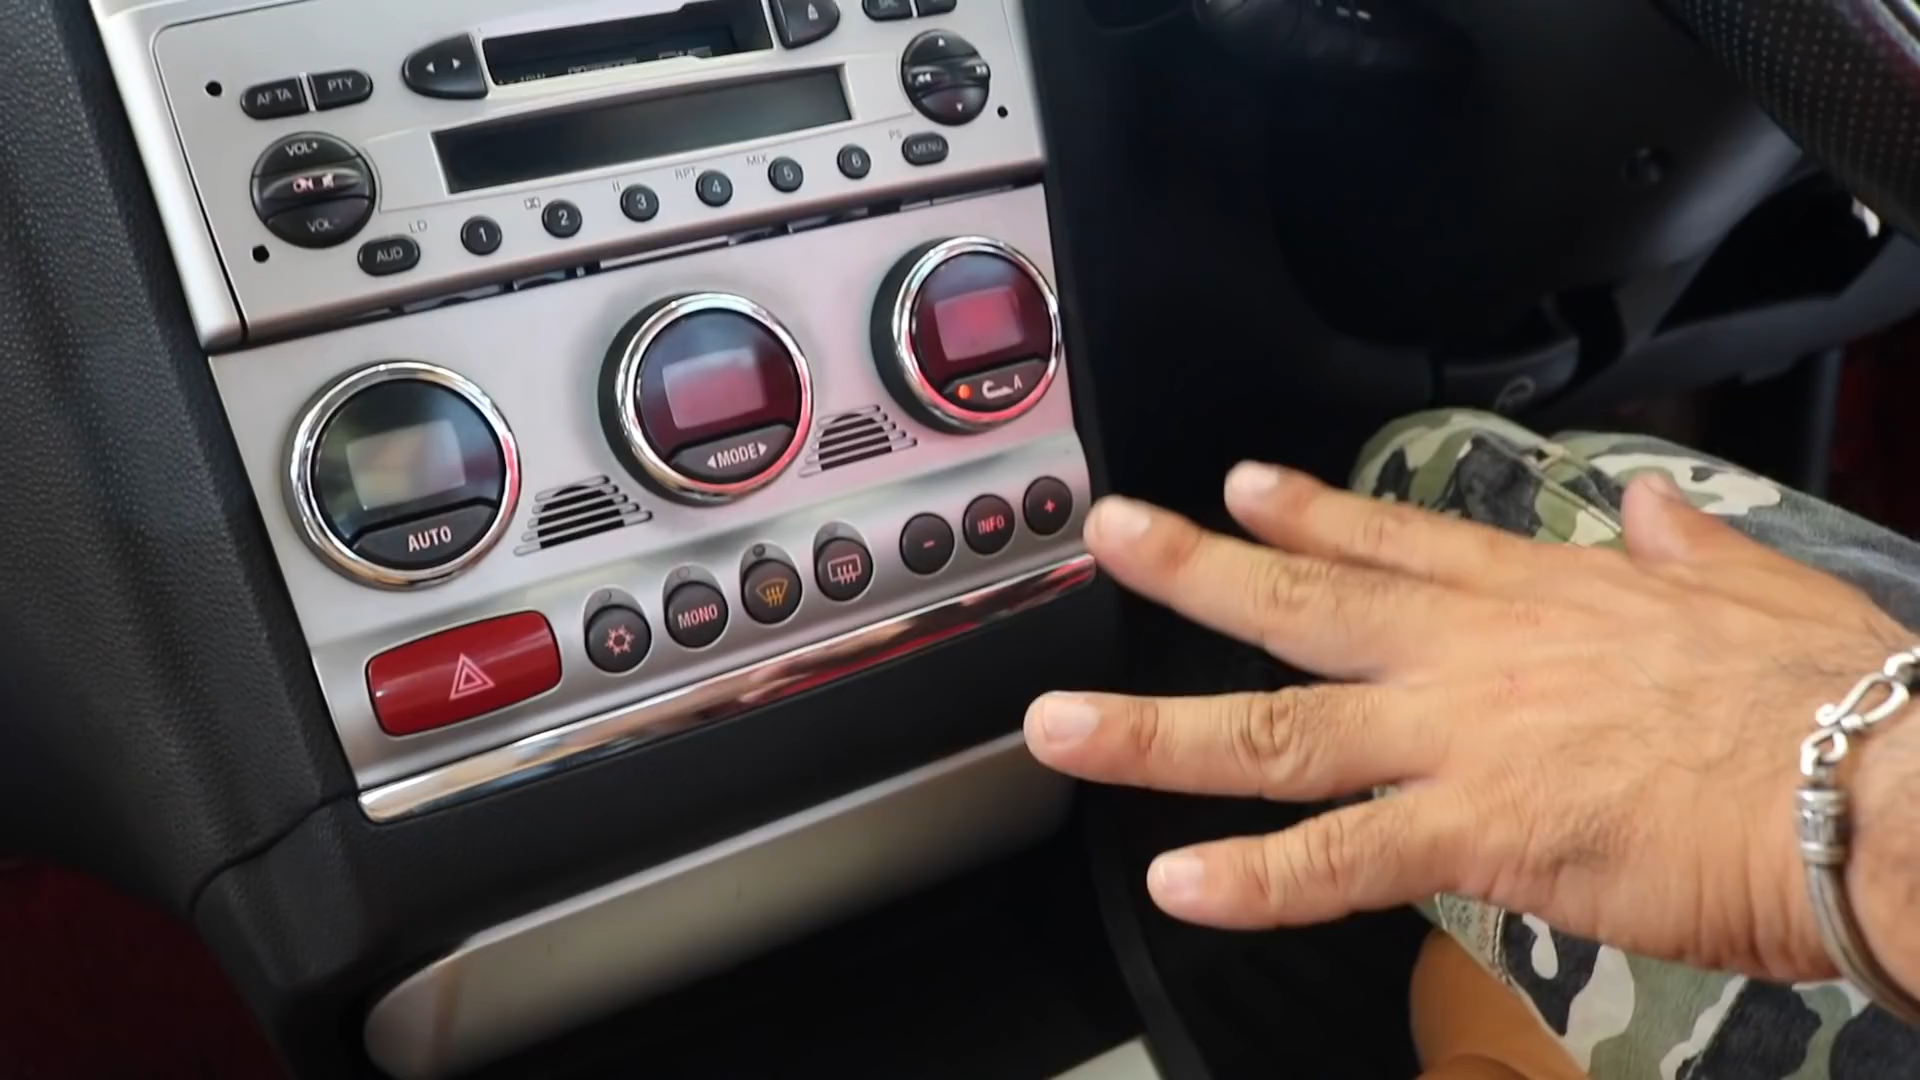 AF TA
PTY
VOL+
ON
VOL-
LD
AUD
1
2
3
RPT
4
MIX
5
6
PS
MENU
AUTO
MODE
A
MONO
-
INFO
+